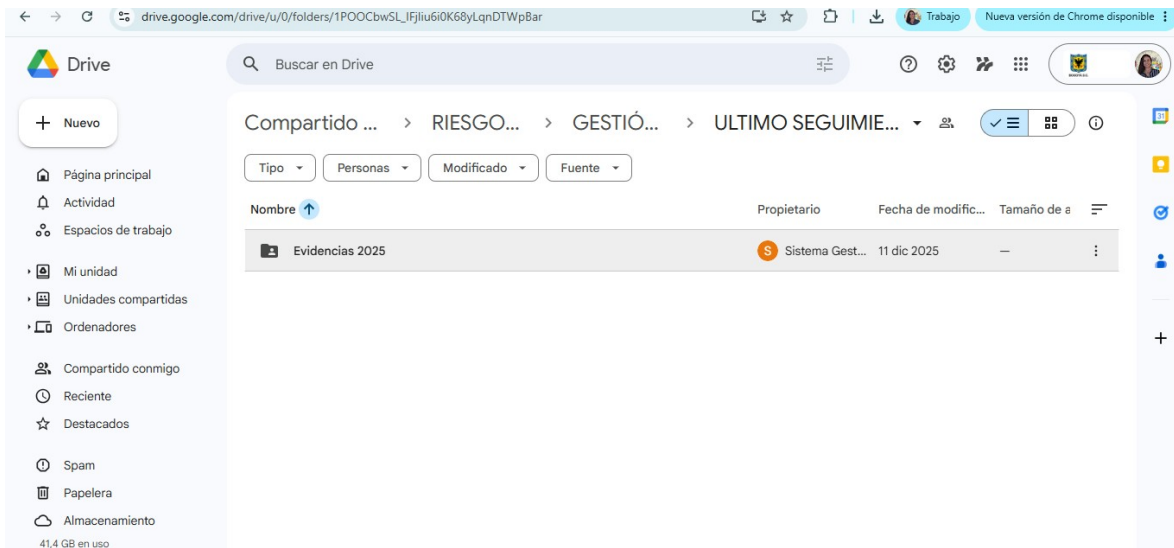 drive.google.com/drive/u/0/folders/1POOCbwSL_IFjliu6i0K68yLqnDTWpBar
Trabajo
Nueva versión de Chrome disponible
Drive
Buscar en Drive
Nuevo
Compartido ... > RIESGO... > GESTIÓ... > ULTIMO SEGUIMIE...
Tipo Personas Modificado Fuente
Nombre Propietario Fecha de modific... Tamaño de a
Evidencias 2025 S Sistema Gest... 11 dic 2025 —
Página principal
Actividad
Espacios de trabajo
Mi unidad
Unidades compartidas
Ordenadores
Compartido conmigo
Reciente
Destacados
Spam
Papelera
Almacenamiento
41,4 GB en uso
31